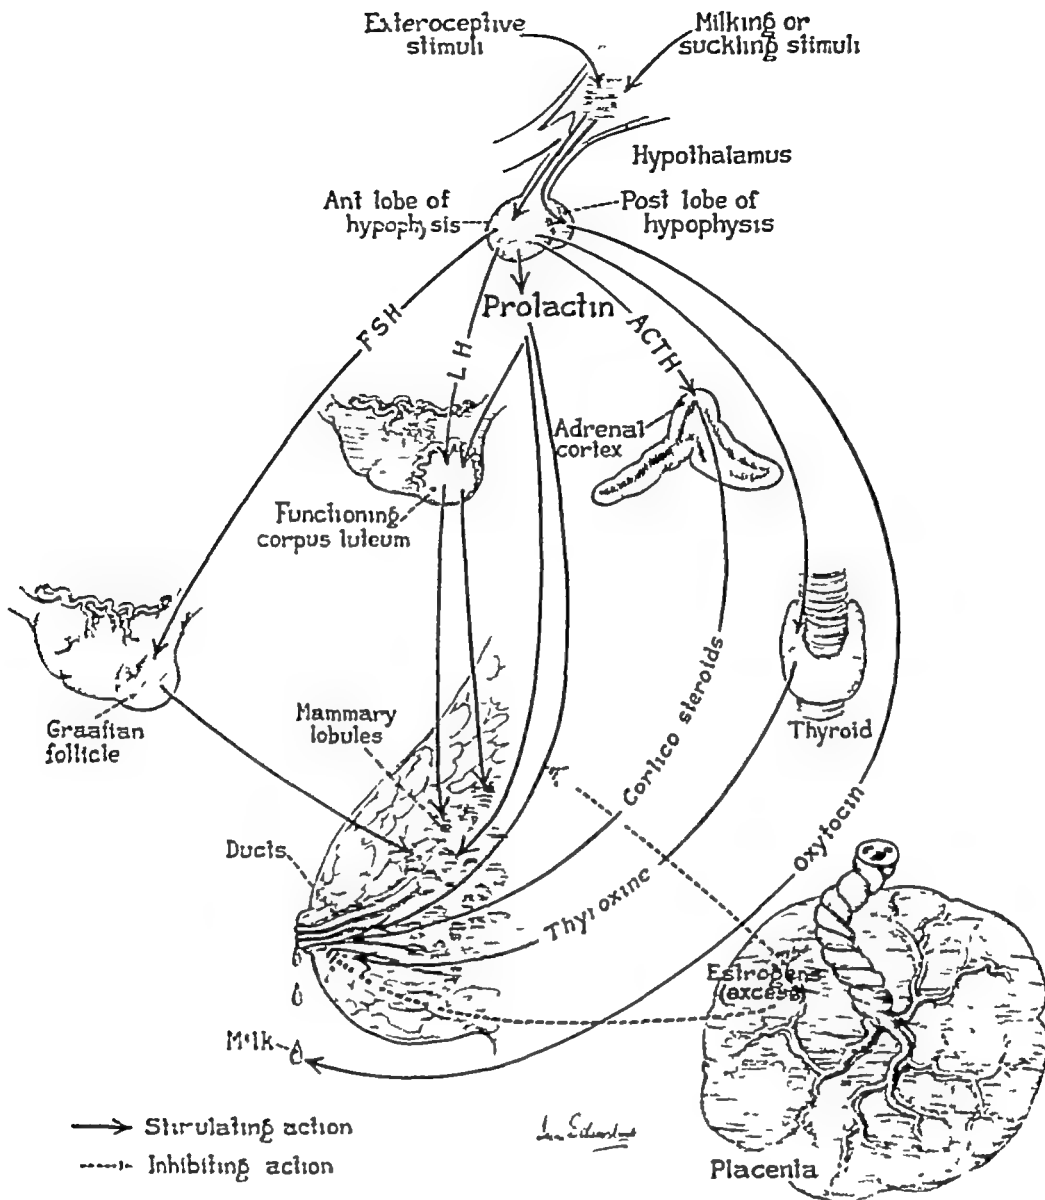 Exteroceptive
stimuli
Milking or
suckling stimuli
Hypothalamus
Ant lobe of
hypophysis
Post lobe of
hypophysis
Prolactin
FSH
LH
ACTH
Adrenal
cortex
Functioning
corpus luteum
Graafian
follicle
Mammary
lobules
Thyroid
Ducts
Cortico steroids
Thyroxine
Oxytocin
Estrogens
(excess)
Milk
Stimulating action
Inhibiting action
Placenta